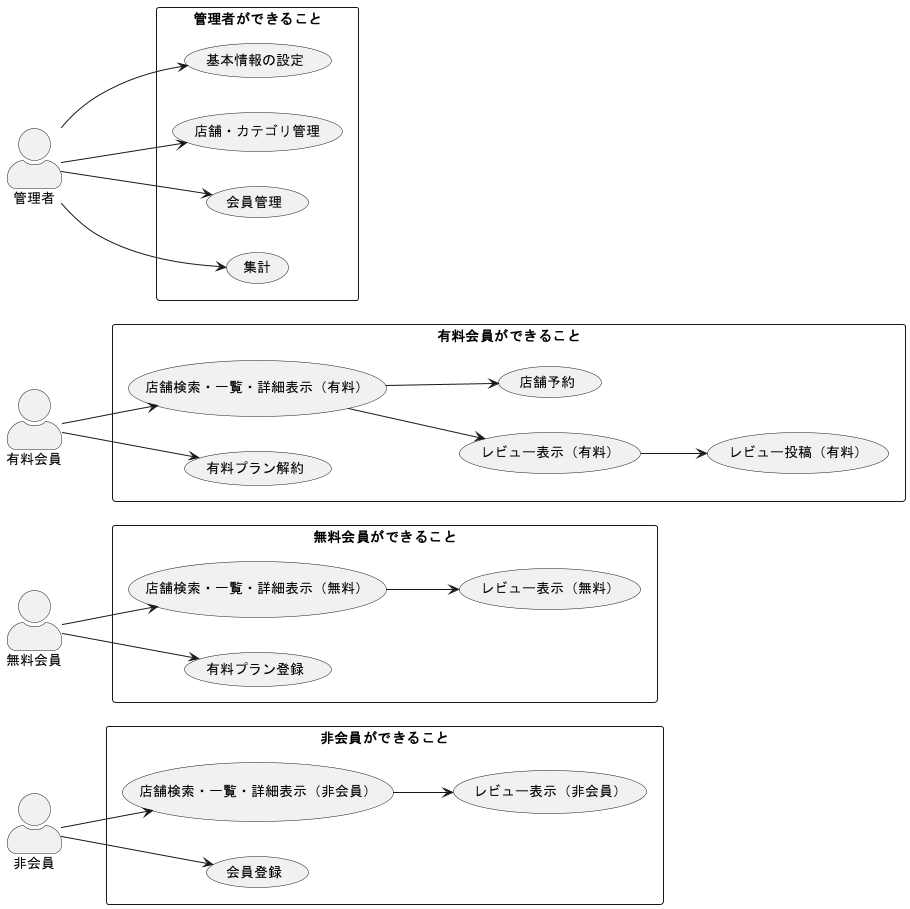 管理者ができること
基本情報の設定
店舗・カテゴリ管理
会員管理
集計
管理者
有料会員ができること
店舗検索・一覧・詳細表示（有料）
店舗予約
有料プラン解約
レビュー表示（有料）
レビュー投稿（有料）
有料会員
無料会員ができること
店舗検索・一覧・詳細表示（無料）
レビュー表示（無料）
有料プラン登録
無料会員
非会員ができること
店舗検索・一覧・詳細表示（非会員）
レビュー表示（非会員）
会員登録
非会員